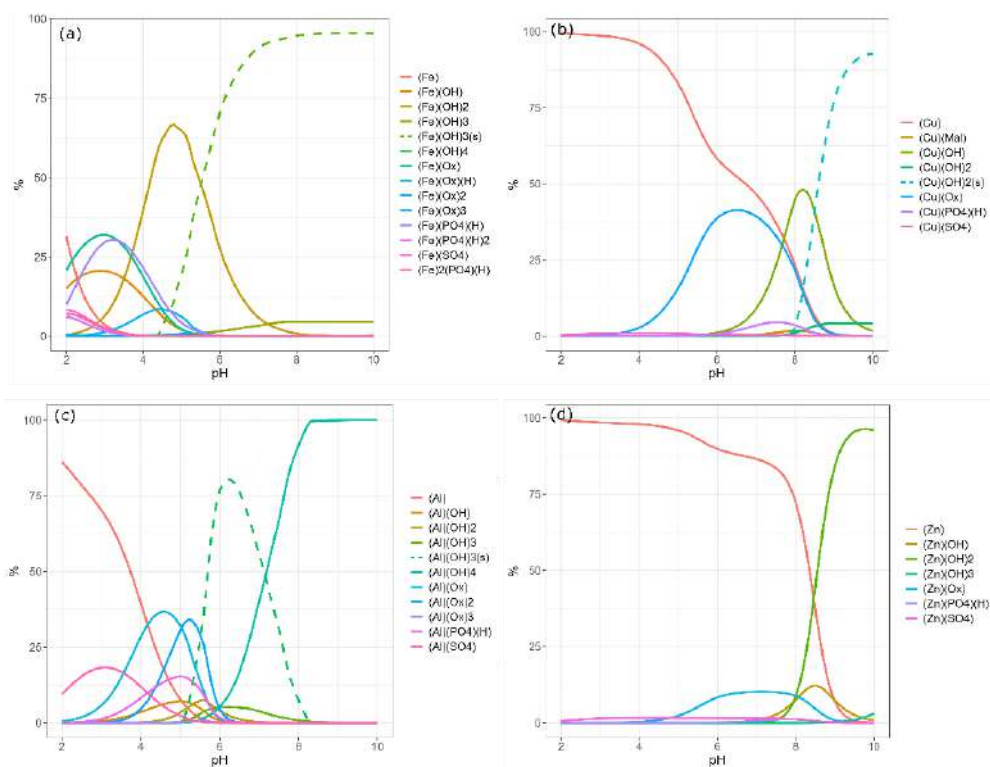 (a)
100
75
50
25
0
%
2
4
6
8
10
pH
(Fe)
(Fe)(OH)
(Fe)(OH)2
(Fe)(OH)3
(Fe)(OH)3(s)
(Fe)(OH)4
(Fe)(Ox)
(Fe)(Ox)(H)
(Fe)(Ox)2
(Fe)(Ox)3
(Fe)(PO4)(H)
(Fe)(PO4)(H)2
(Fe)(SO4)
(Fe)2(PO4)(H)
(b)
100
75
50
25
0
%
2
4
6
8
10
pH
(Cu)
(Cu)(Mal)
(Cu)(OH)
(Cu)(OH)2
(Cu)(OH)2(s)
(Cu)(Ox)
(Cu)(PO4)(H)
(Cu)(SO4)
(c)
100
75
50
25
0
%
2
4
6
8
10
pH
(Al)
(Al)(OH)
(Al)(OH)2
(Al)(OH)3
(Al)(OH)3(s)
(Al)(OH)4
(Al)(Ox)
(Al)(Ox)2
(Al)(Ox)3
(Al)(PO4)(H)
(Al)(SO4)
(d)
100
75
50
25
0
%
2
4
6
8
10
pH
(Zn)
(Zn)(OH)
(Zn)(OH)2
(Zn)(OH)3
(Zn)(Ox)
(Zn)(PO4)(H)
(Zn)(SO4)